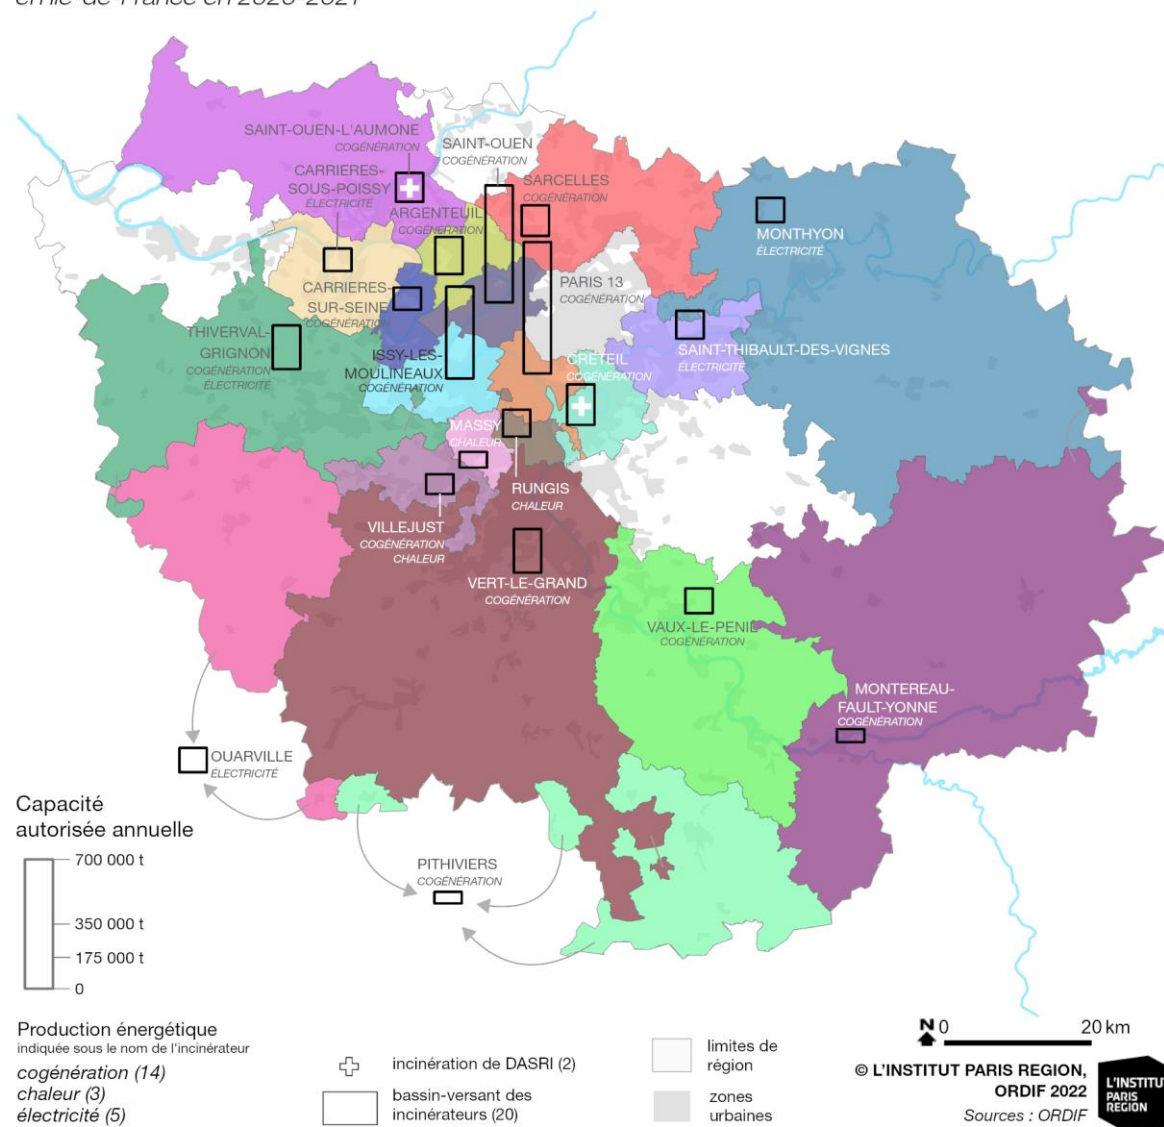 en Île-de-France en 2020-2021
SAINT-OUEN-L'AUMONE
COGÉNÉRATION
SAINT-OUEN
COGÉNÉRATION
CARRIERES-
SOUS-POISSY
ÉLECTRICITÉ
SARCELLES
COGÉNÉRATION
ARGENTEUIL
COGÉNÉRATION
MONTHYON
ÉLECTRICITÉ
CARRIERES-
SUR-SEINE
COGÉNÉRATION
PARIS 13
COGÉNÉRATION
THIVERVAL-
GRIGNON
COGÉNÉRATION
ÉLECTRICITÉ
ISSY-LES-
MOULINEAUX
COGÉNÉRATION
CRÉTEIL
COGÉNÉRATION
SAINT-THIBAULT-DES-VIGNES
ÉLECTRICITÉ
MASSY
CHALEUR
RUNGIS
CHALEUR
VILLEJUST
COGÉNÉRATION
CHALEUR
VERT-LE-GRAND
COGÉNÉRATION
VAUX-LE-PENIL
COGÉNÉRATION
MONTEREAU-
FAULT-YONNE
COGÉNÉRATION
OUARVILLE
ÉLECTRICITÉ
PITHIVIERS
COGÉNÉRATION
Capacité
autorisée annuelle
700 000 t
350 000 t
175 000 t
0
Production énergétique
indiquée sous le nom de l'incinérateur
cogénération (14)
chaleur (3)
électricité (5)
incinération de DASRI (2)
bassin-versant des
incinérateurs (20)
limites de
région
zones
urbaines
N 0 20 km
© L'INSTITUT PARIS REGION,
ORDIF 2022
Sources : ORDIF
L'INSTITUT
PARIS
REGION